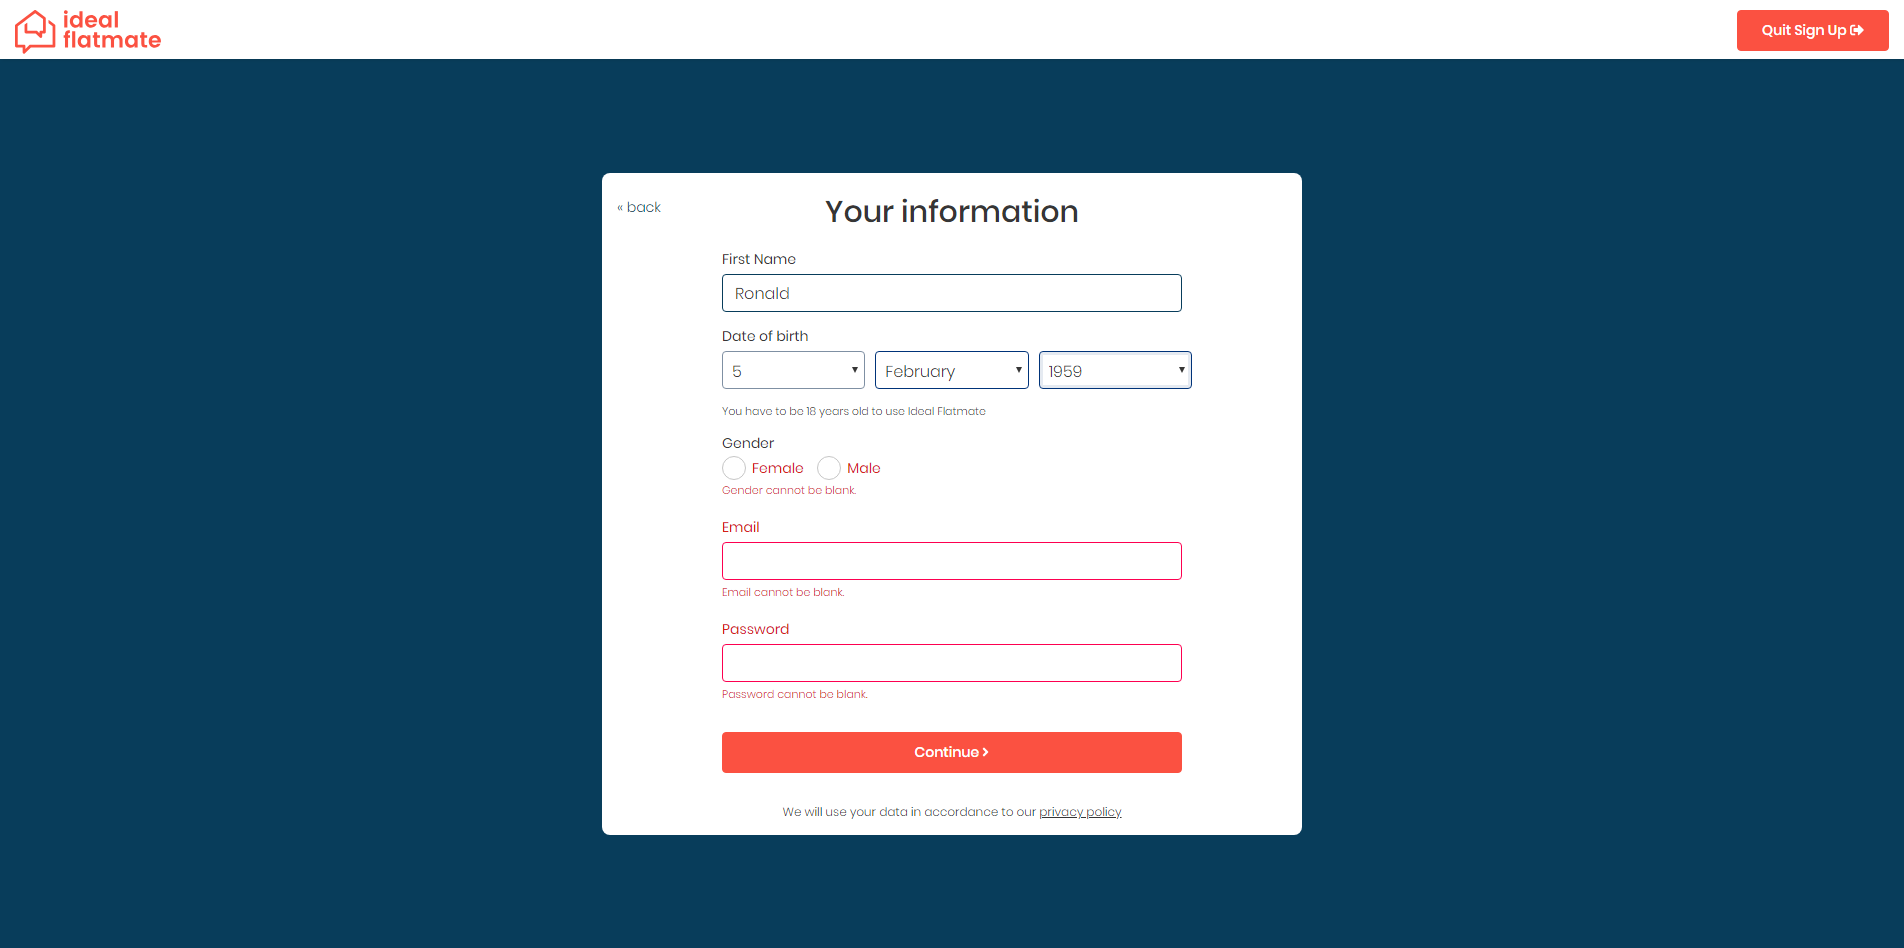 ideal
flatmate
Quit Sign Up
« back
Your information
First Name
Ronald
Date of birth
5
February
1959
You have to be 18 years old to use Ideal Flatmate
Gender
Female
Male
Gender cannot be blank.
Email
Email cannot be blank.
Password
Password cannot be blank.
Continue
We will use your data in accordance to our privacy policy